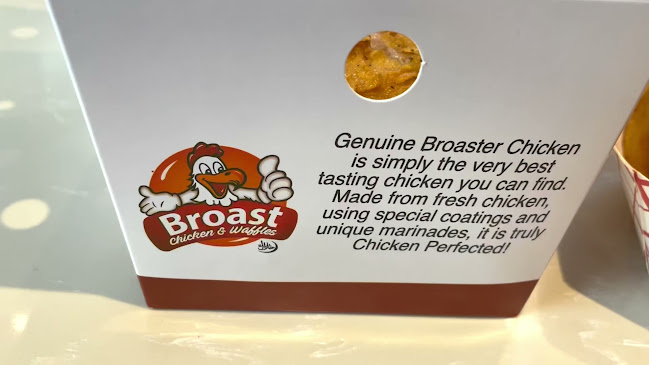 Genuine Broaster Chicken
is simply the very best
tasting chicken you can find.
Made from fresh chicken,
using special coatings and
unique marinades, it is truly
Chicken Perfected!
Broast
Chicken & Waffles